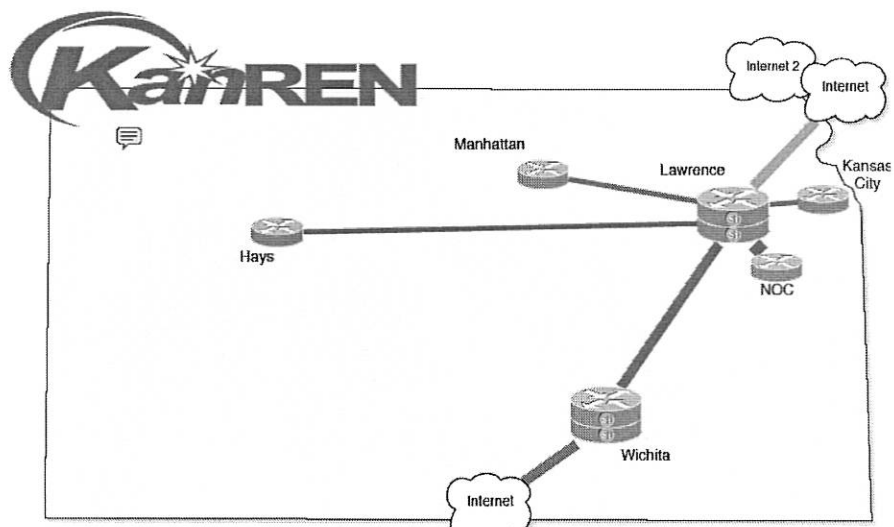 KanREN
Internet 2
Internet
Manhattan
Lawrence
Kansas
City
Hays
NOC
Wichita
Internet